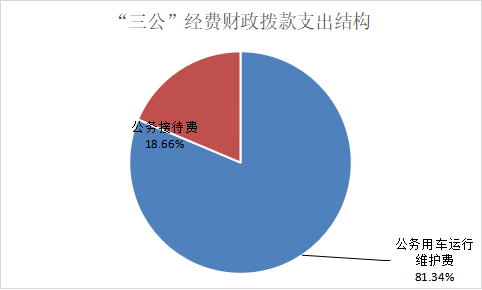 “三公”经费财政拨款支出结构
公务接待费
18.66%
公务用车运行
维护费
81.34%